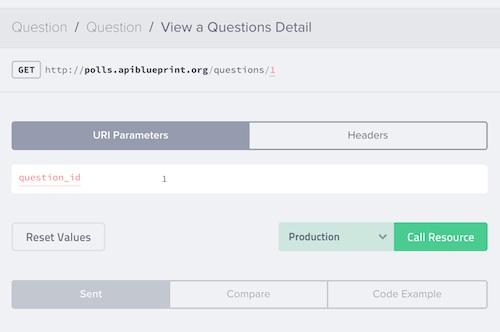 Question / Question / View a Questions Detail
GET http://polls.apiblueprint.org/questions/1
URI Parameters Headers
question_id 1
Reset Values Production Call Resource
Sent Compare Code Example